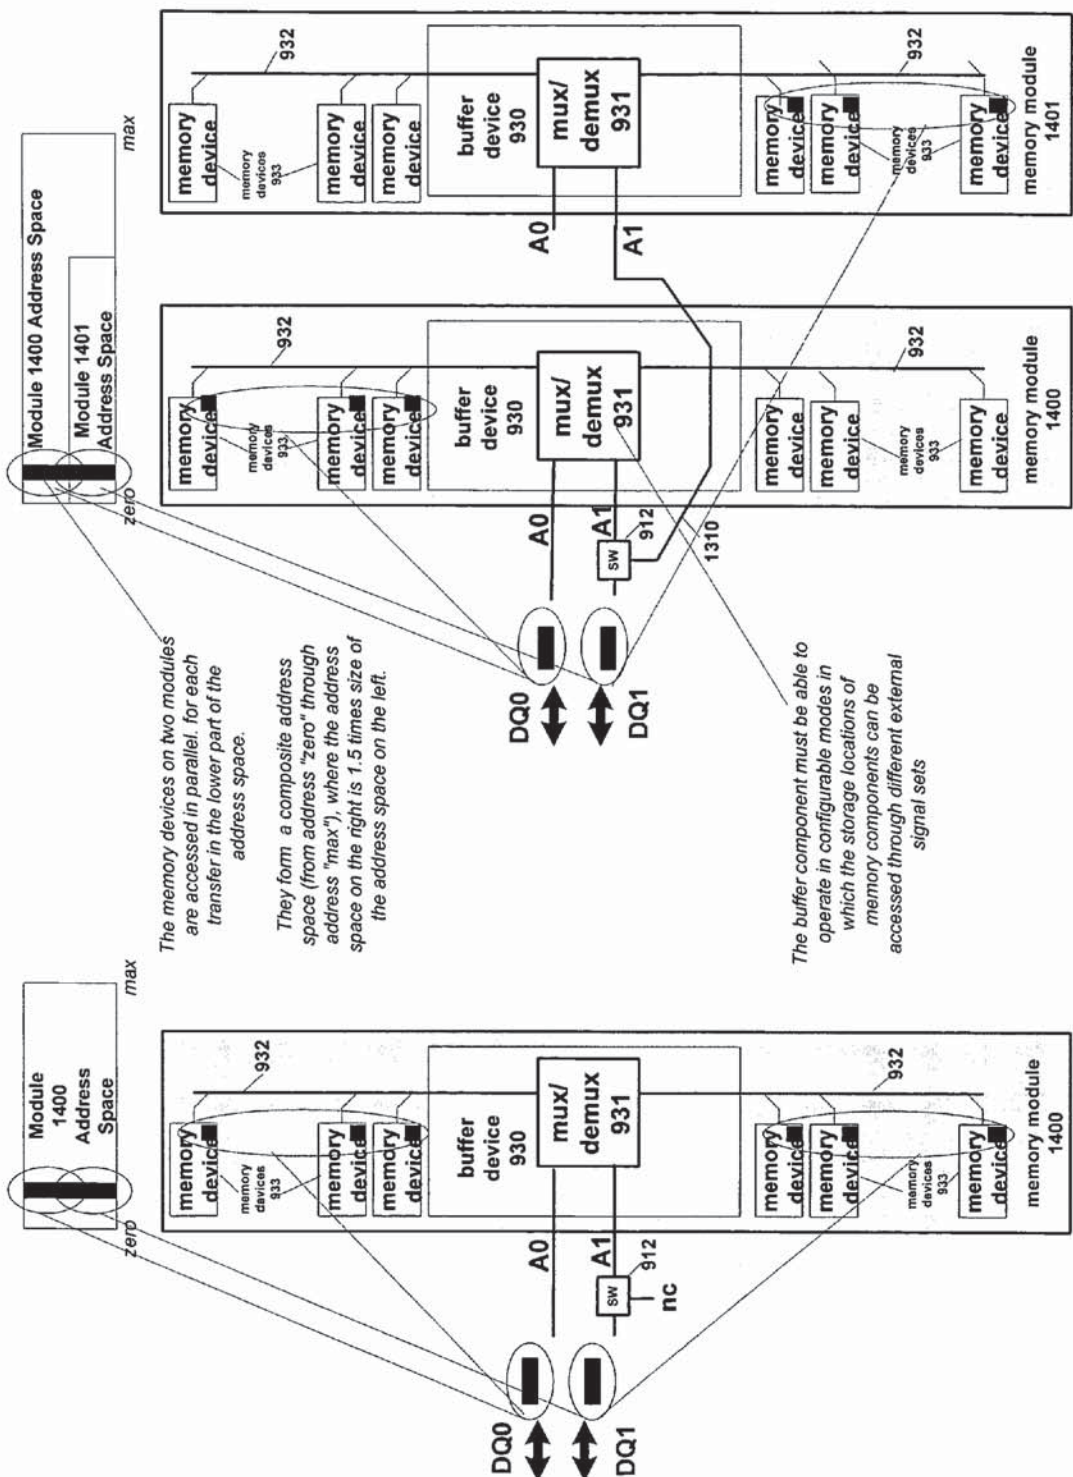 Module
1400
Address
Space
zero
max
DQ0
DQ1
A0
A1
sw
912
nc
932
memory
device
memory
devices
933
memory
device
memory
device
buffer
device
930
mux/
demux
931
932
memory
device
memory
device
memory
devices
933
memory
device
memory module
1400
The memory devices on two modules
are accessed in parallel. for each
transfer in the lower part of the
address space.
They form a composite address
space (from address "zero" through
address "max"), where the address
space on the right is 1.5 times size of
the address space on the left.
The buffer component must be able to
operate in configurable modes in
which the storage locations of
memory components can be
accessed through different external
signal sets
Module 1400 Address Space
Module 1401
Address Space
zero
max
DQ0
DQ1
A0
A1
sw
912
1310
932
memory
device
memory
devices
933
memory
device
memory
device
buffer
device
930
mux/
demux
931
932
memory
device
memory
device
memory
devices
933
memory
device
memory module
1400
A0
A1
932
memory
device
memory
devices
933
memory
device
memory
device
buffer
device
930
mux/
demux
931
932
memory
device
memory
device
memory
devices
933
memory
device
memory module
1401